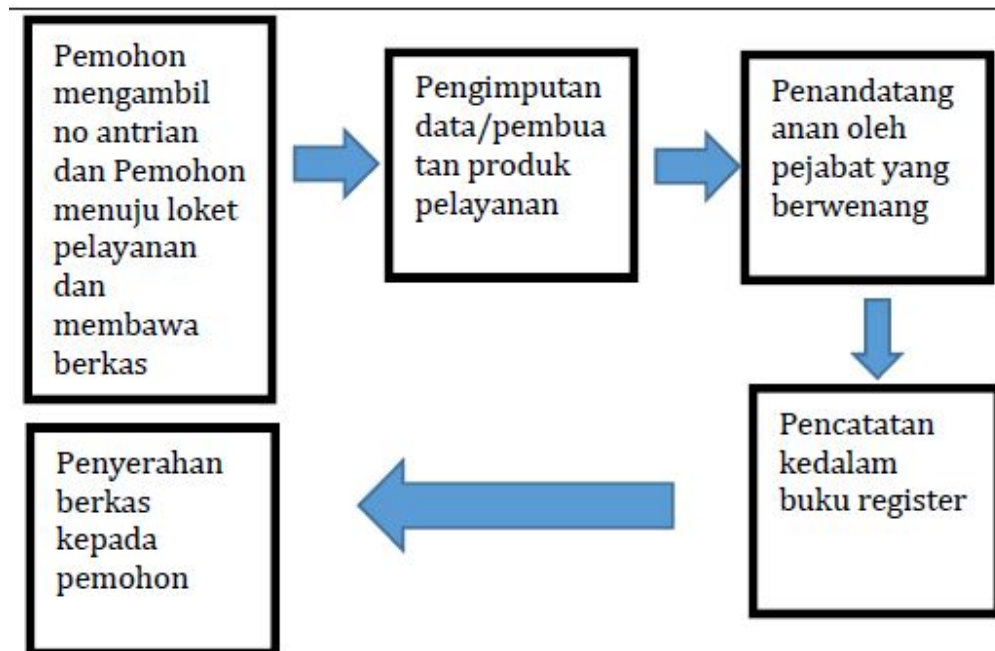 Pemohon
mengambil
no antrian
dan Pemohon
menuju loket
pelayanan
dan
membawa
berkas
Pengimputan
data/pembua
tan produk
pelayanan
Penandatang
anan oleh
pejabat yang
berwenang
Pencatatan
kedalam
buku register
Penyerahan
berkas
kepada
pemohon